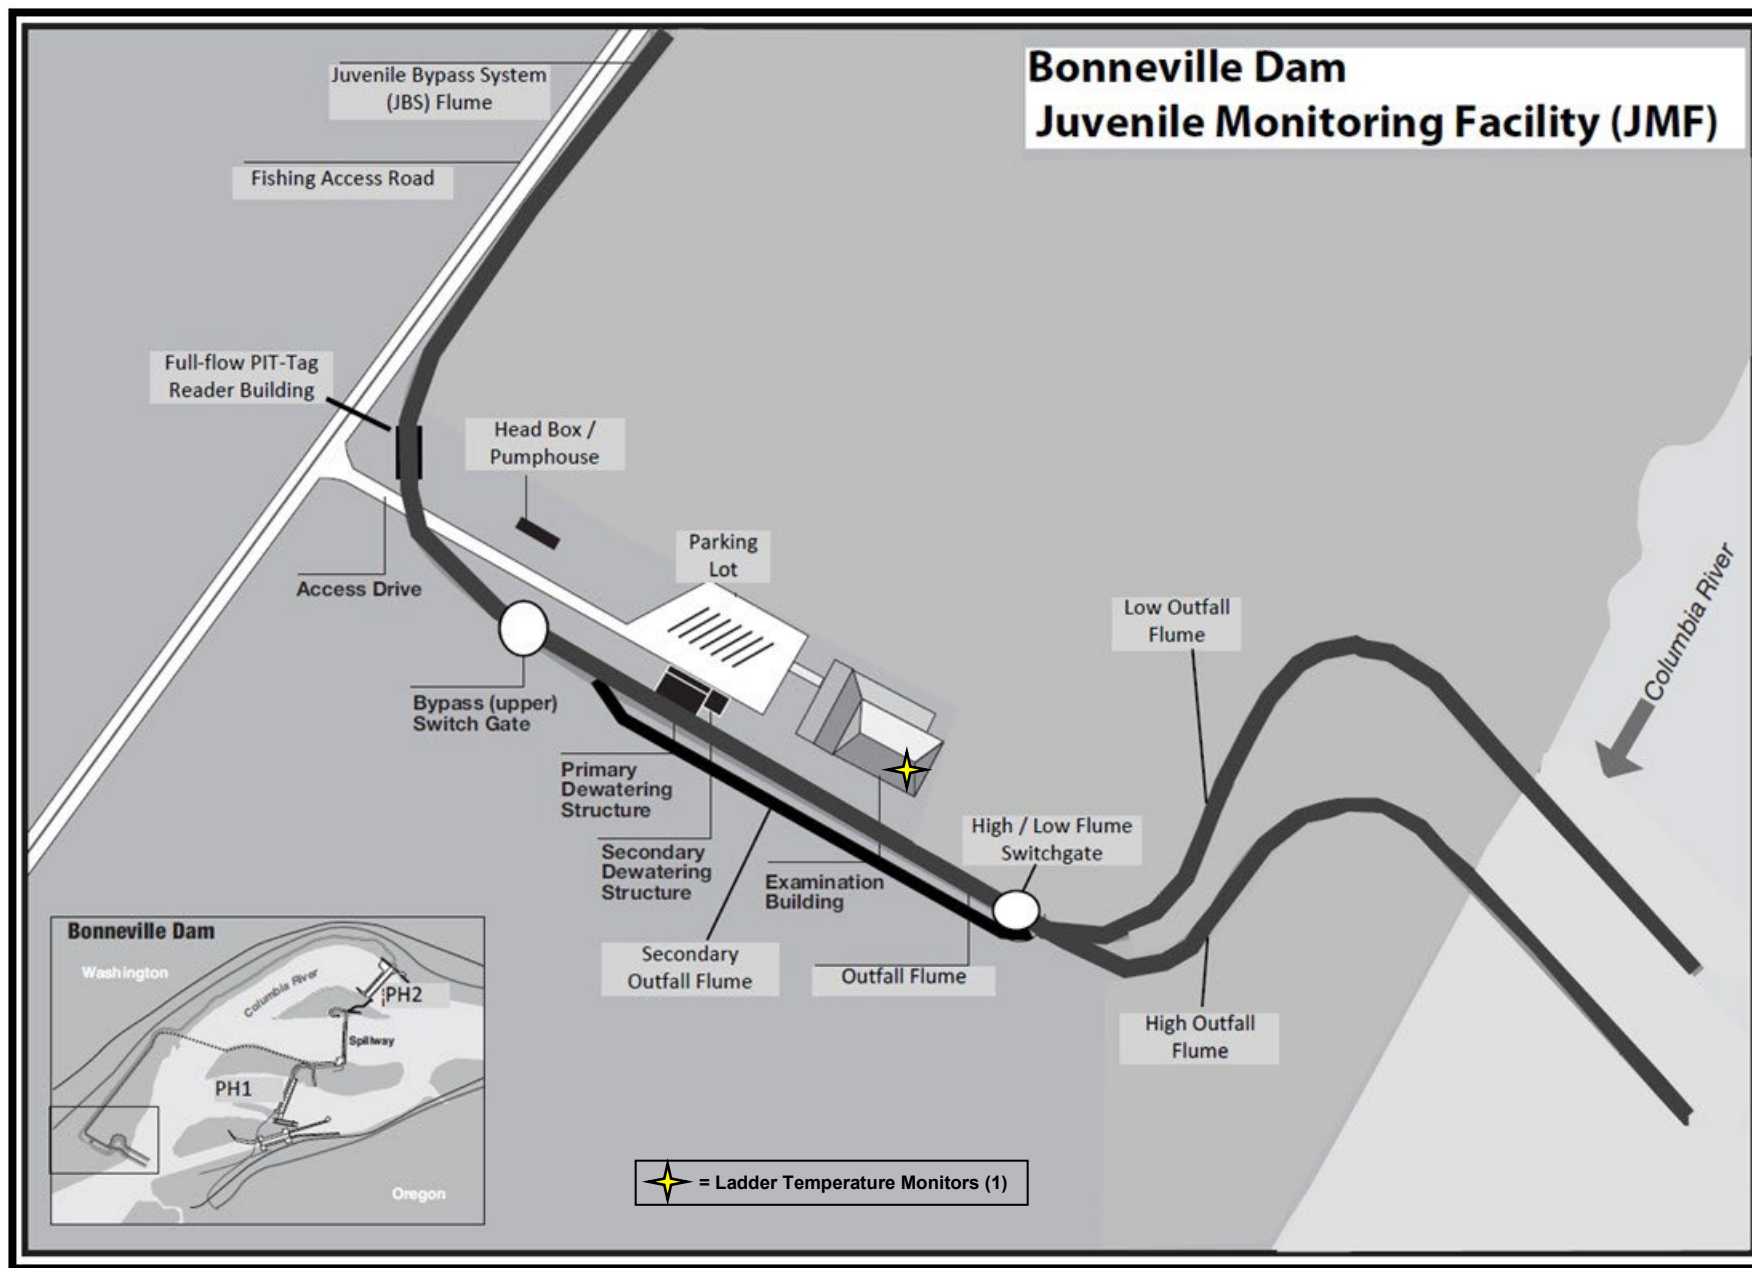 Bonneville Dam
Juvenile Monitoring Facility (JMF)
Juvenile Bypass System
(JBS) Flume
Fishing Access Road
Full-flow PIT-Tag
Reader Building
Head Box /
Pumphouse
Parking
Lot
Access Drive
Low Outfall
Flume
Columbia River
Bypass (upper)
Switch Gate
Primary
Dewatering
Structure
High / Low Flume
Switchgate
Secondary
Dewatering
Structure
Examination
Building
Secondary
Outfall Flume
Outfall Flume
High Outfall
Flume
Bonneville Dam
Washington
Columbia River
PH2
Spillway
PH1
Oregon
= Ladder Temperature Monitors (1)